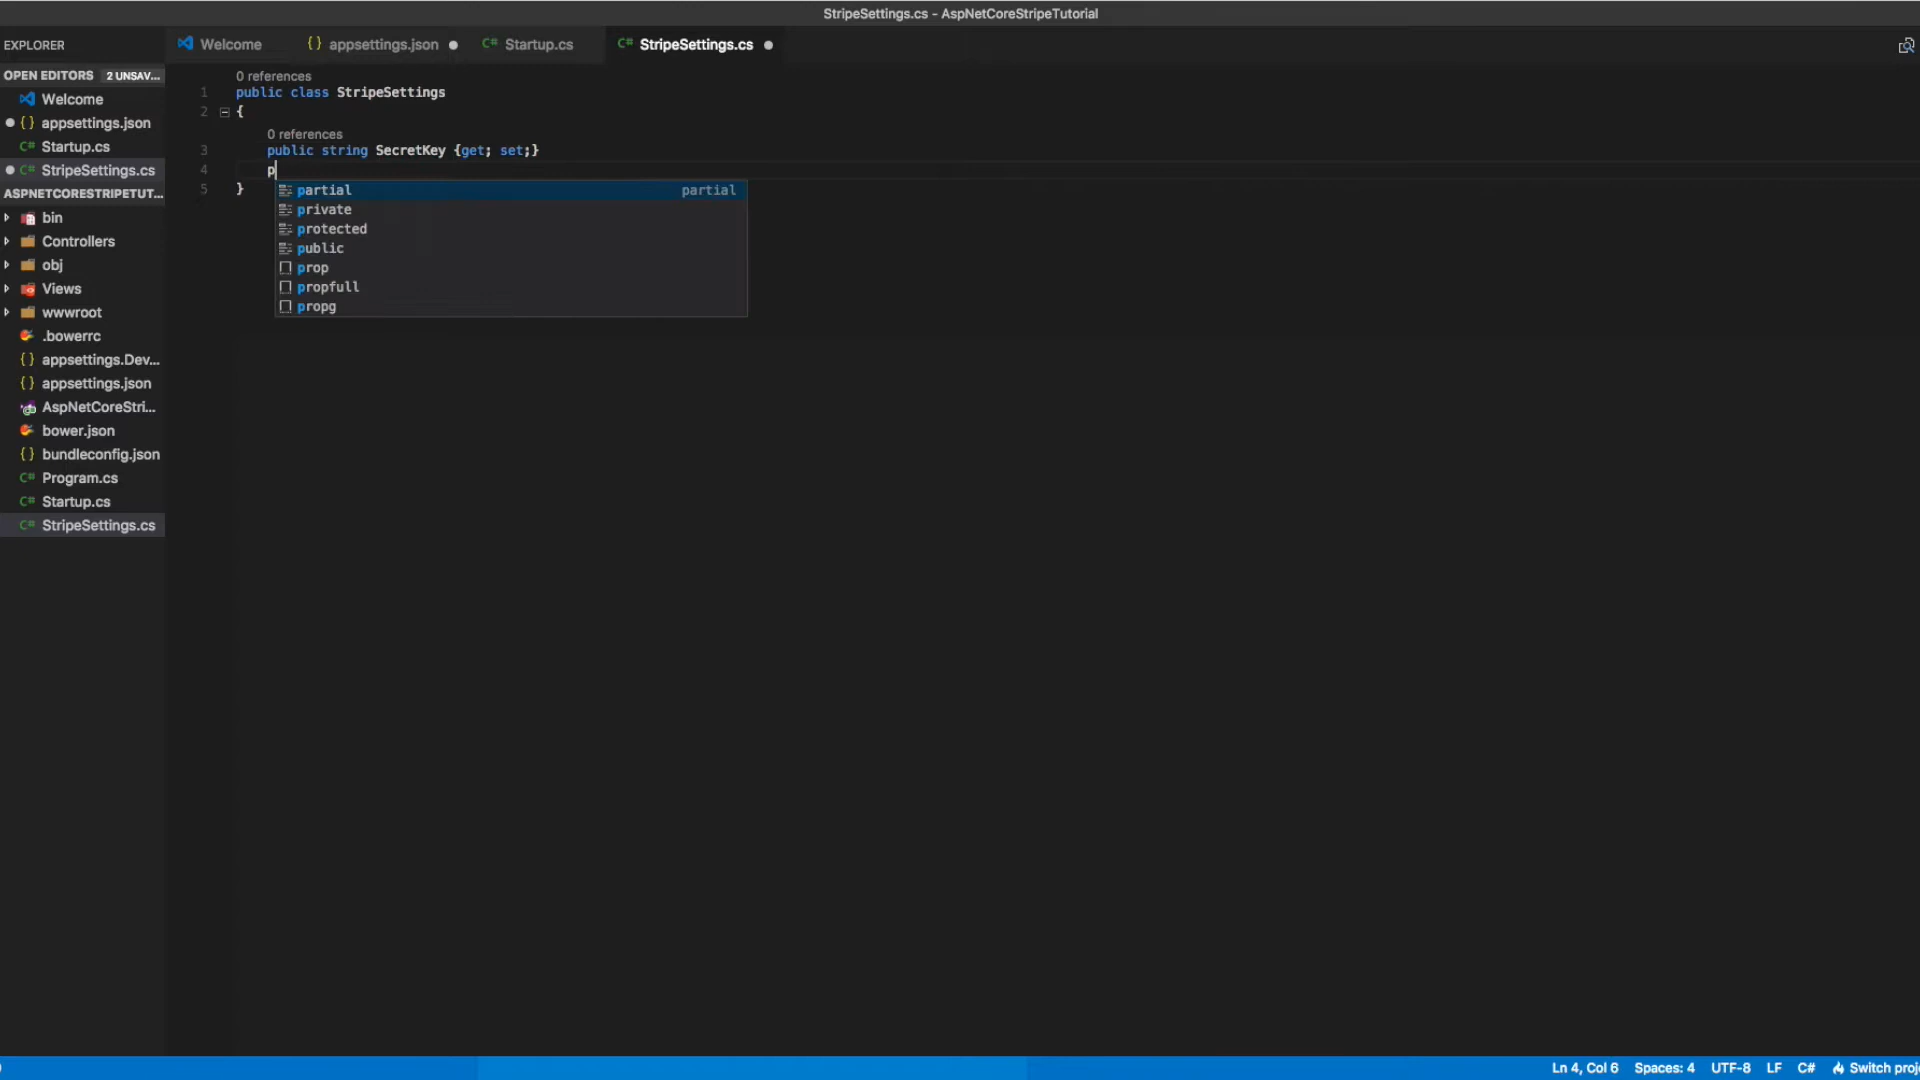 StripeSettings.cs - AspNetCoreStripeTutorial
EXPLORER
Welcome
{} appsettings.json
C# Startup.cs
C# StripeSettings.cs
OPEN EDITORS 2 UNSAV...
Welcome
{} appsettings.json
C# Startup.cs
C# StripeSettings.cs
ASPNETCORESTRIPETUT...
bin
Controllers
obj
Views
wwwroot
.bowerrc
{} appsettings.Dev...
{} appsettings.json
AspNetCoreStri...
bower.json
{} bundleconfig.json
C# Program.cs
C# Startup.cs
C# StripeSettings.cs
0 references
1 public class StripeSettings
2 {
0 references
3 public string SecretKey {get; set;}
4 p
5 }
partial partial
private
protected
public
prop
propfull
propg
Ln 4, Col 6 Spaces: 4 UTF-8 LF C# Switch proj